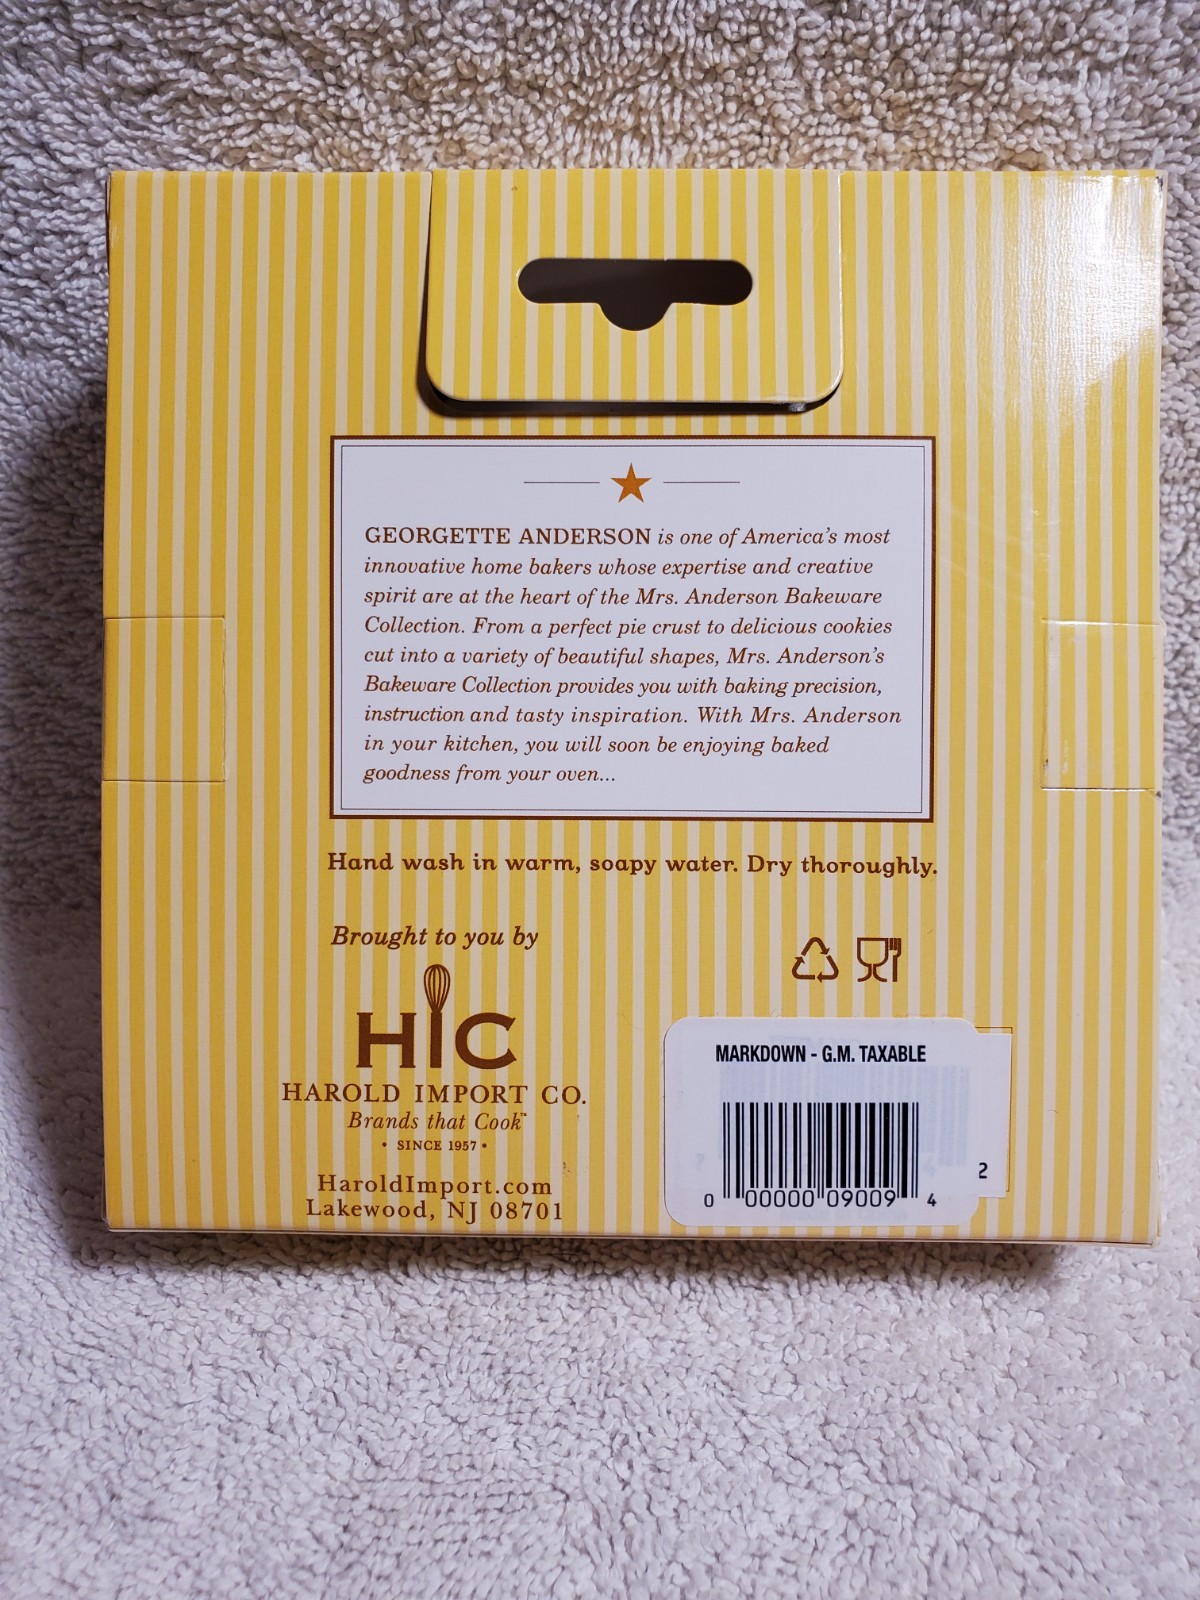 GEORGETTE ANDERSON is one of America's most
innovative home bakers whose expertise and creative
spirit are at the heart of the Mrs. Anderson Bakeware
Collection. From a perfect pie crust to delicious cookies
cut into a variety of beautiful shapes, Mrs. Anderson's
Bakeware Collection provides you with baking precision,
instruction and tasty inspiration. With Mrs. Anderson
in your kitchen, you will soon be enjoying baked
goodness from your oven...
Hand wash in warm, soapy water. Dry thoroughly.
Brought to you by
HIC
HAROLD IMPORT CO.
Brands that Cook™
• SINCE 1957 •
HaroldImport.com
Lakewood, NJ 08701
MARKDOWN - G.M. TAXABLE
0 00000 09009 4
2